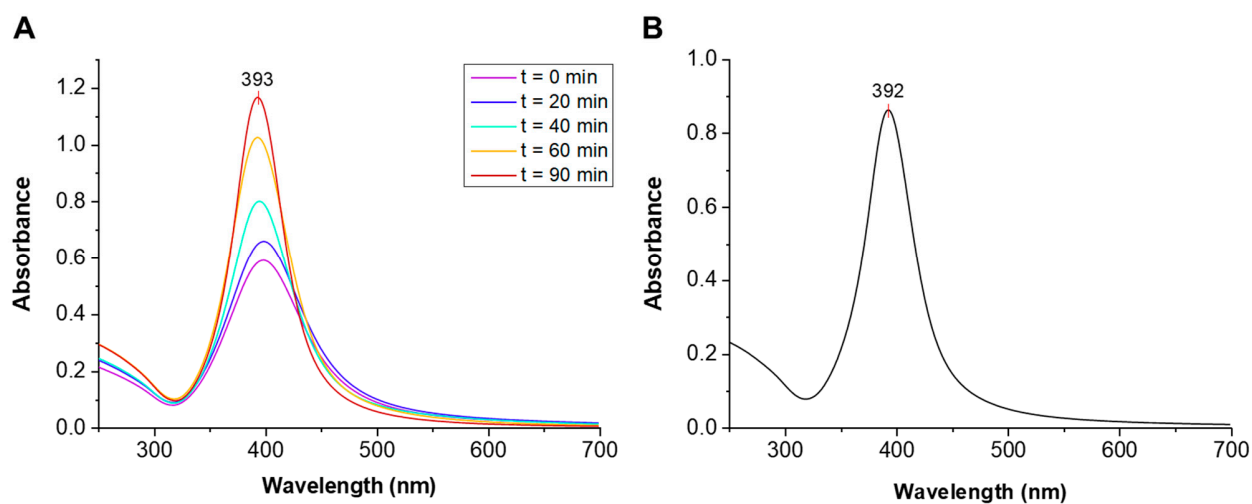 A
393
t = 0 min
t = 20 min
t = 40 min
t = 60 min
t = 90 min
1.2
1.0
0.8
0.6
0.4
0.2
0.0
Absorbance
300
400
500
600
700
Wavelength (nm)
B
392
1.0
0.8
0.6
0.4
0.2
0.0
Absorbance
300
400
500
600
700
Wavelength (nm)